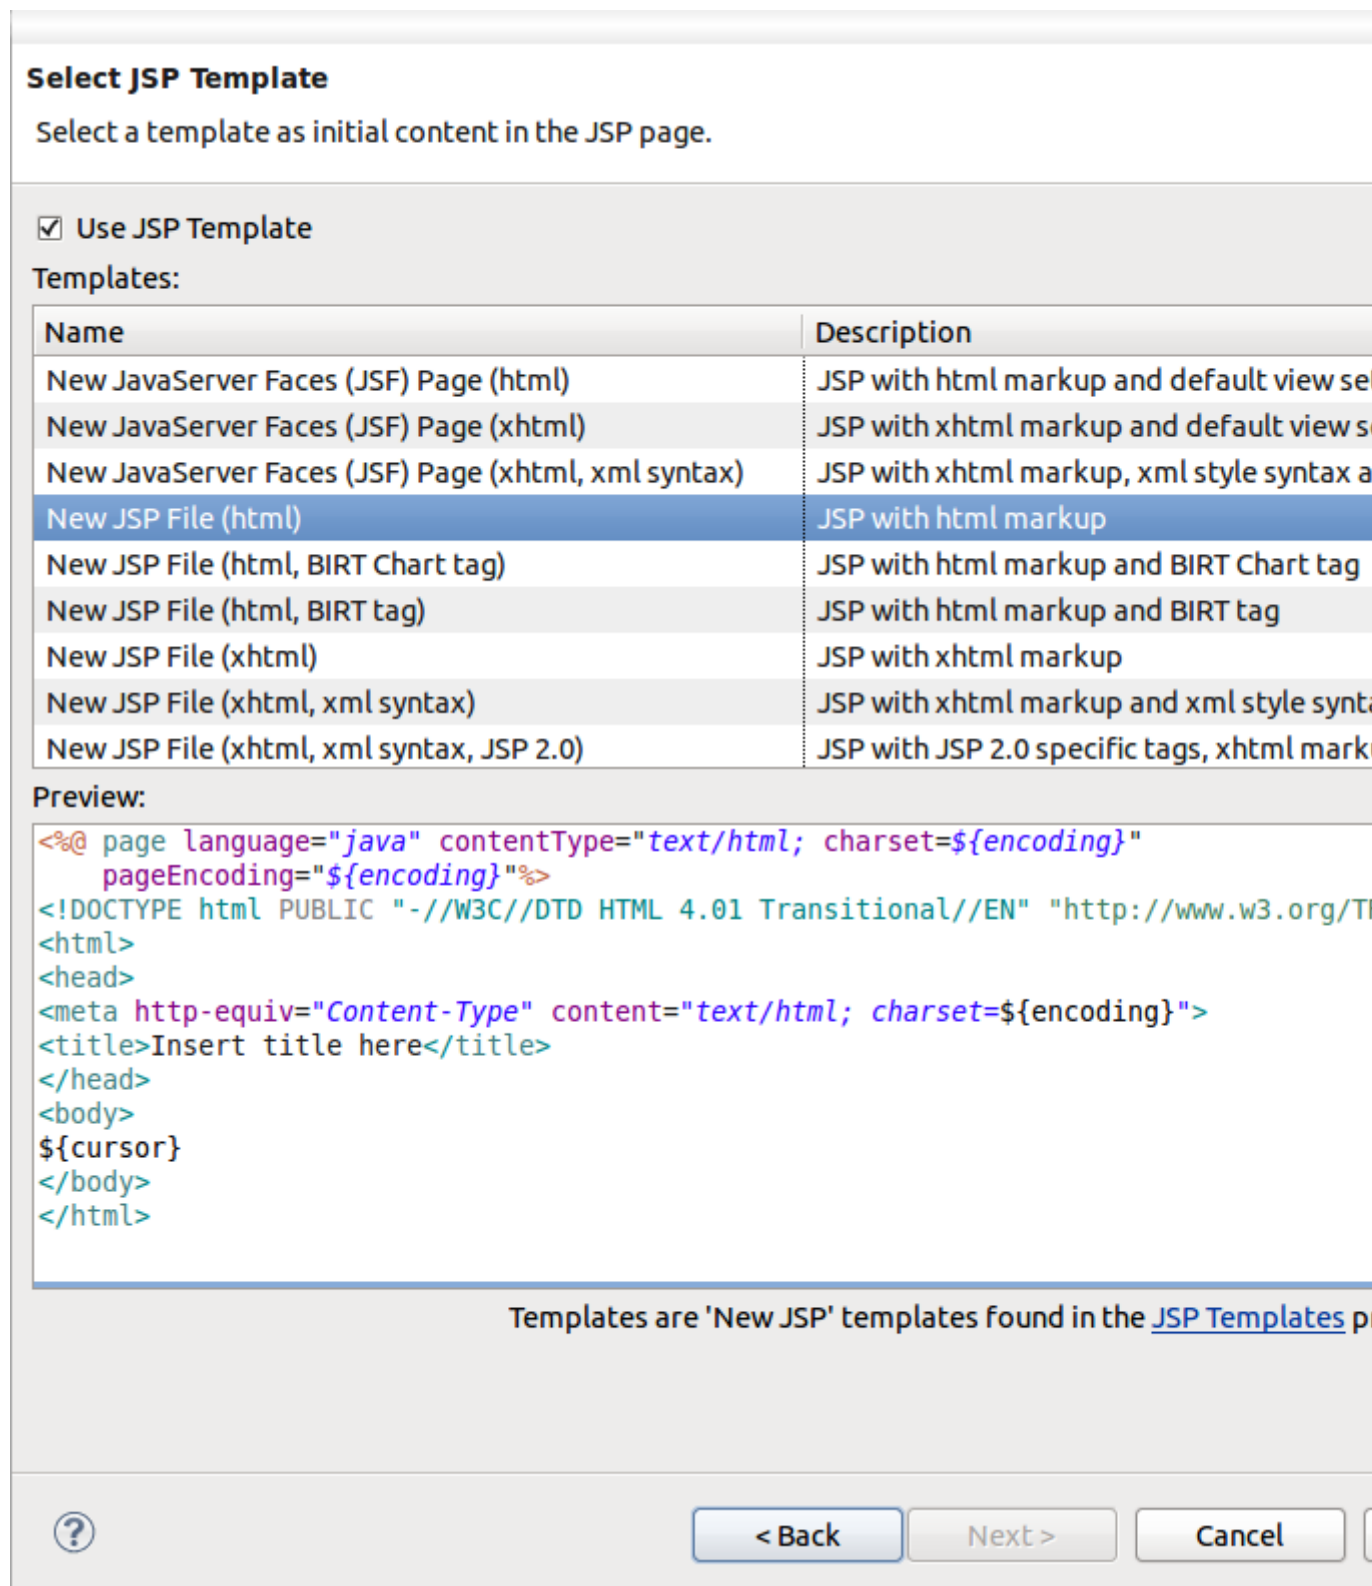 Select JSP Template
Select a template as initial content in the JSP page.
Use JSP Template
Templates:
Name Description
New JavaServer Faces (JSF) Page (html) JSP with html markup and default view
New JavaServer Faces (JSF) Page (xhtml) JSP with xhtml markup and default view
New JavaServer Faces (JSF) Page (xhtml, xml syntax) JSP with xhtml markup, xml style syntax
New JSP File (html) JSP with html markup
New JSP File (html, BIRT Chart tag) JSP with html markup and BIRT Chart tag
New JSP File (html, BIRT tag) JSP with html markup and BIRT tag
New JSP File (xhtml) JSP with xhtml markup
New JSP File (xhtml, xml syntax) JSP with xhtml markup and xml style
New JSP File (xhtml, xml syntax, JSP 2.0) JSP with JSP 2.0 specific tags, xhtml
Preview:
<%@ page language="java" contentType="text/html; charset=${encoding}"
pageEncoding="${encoding}"%>
<!DOCTYPE html PUBLIC "-//W3C//DTD HTML 4.01 Transitional//EN" "http://www.w3.org/
<html>
<head>
<meta http-equiv="Content-Type" content="text/html; charset=${encoding}">
<title>Insert title here</title>
</head>
<body>
${cursor}
</body>
</html>
Templates are 'New JSP' templates found in the JSP Templates
< Back Next > Cancel